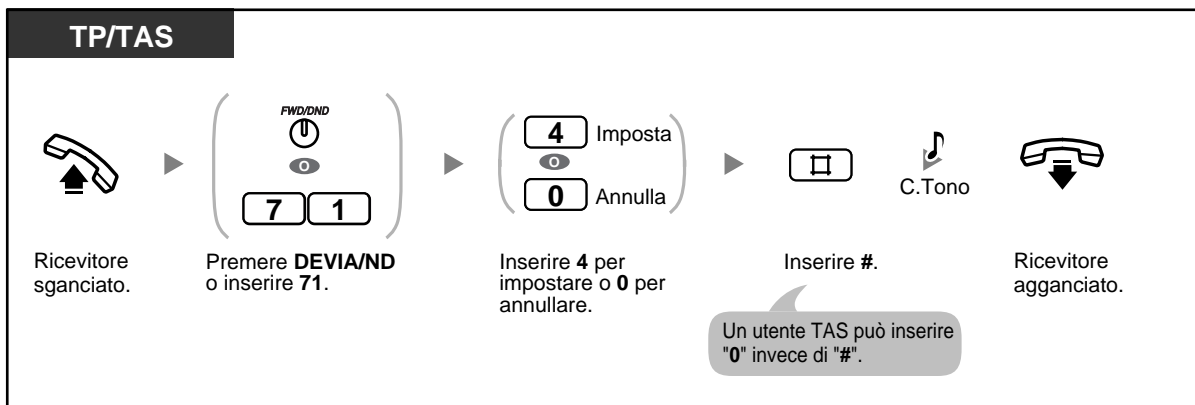 TP/TAS
FWD/DND
O
7 1
4 Imposta
O
0 Annulla
#
C.Tono
Ricevitore
sganciato.
Premere DEVIA/ND
o inserire 71.
Inserire 4 per
impostare o 0 per
annullare.
Inserire #.
Ricevitore
agganciato.
Un utente TAS può inserire
"0" invece di "#".